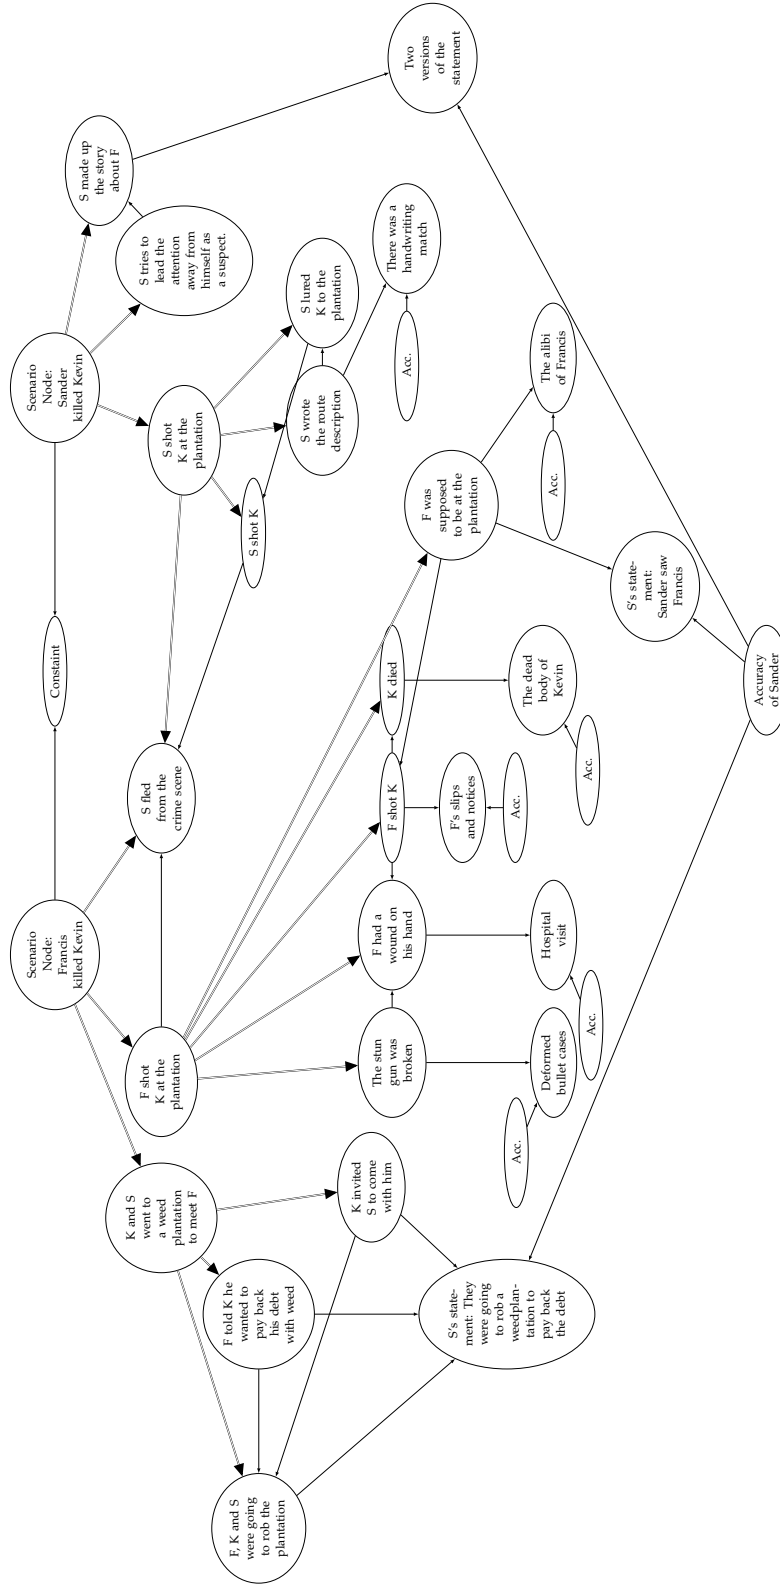 Scenario
Node:
Francis
killed Kevin
Constaint
Scenario
Node:
Sander
killed Kevin
S made up
the story
about F
S tries to
lead the
attention
away from
himself as
a suspect.
K and S
went to
a weed
plantation
to meet F
F shot
K at the
plantation
S fled
from the
crime scene
S shot
K at the
plantation
F, K and S
were going
to rob the
plantation
F told K he
wanted to
pay back
his debt
with weed
S shot K
S wrote
the route
description
S lured
K to the
plantation
K invited
S to come
with him
The stun
gun was
broken
F had a
wound on
his hand
F shot K
K died
F was
supposed
to be at the
plantation
Acc.
There was a
handwriting
match
Two
versions
of the
statement
F's slips
and notices
Acc.
S's state-
ment: They
were going
to rob a
weedplan-
tation to
pay back
the debt
Acc.
Deformed
bullet cases
Hospital
visit
Acc.
The dead
body of
Kevin
Acc.
Acc.
The alibi
of Francis
S's state-
ment:
Sander saw
Francis
Accuracy
of Sander